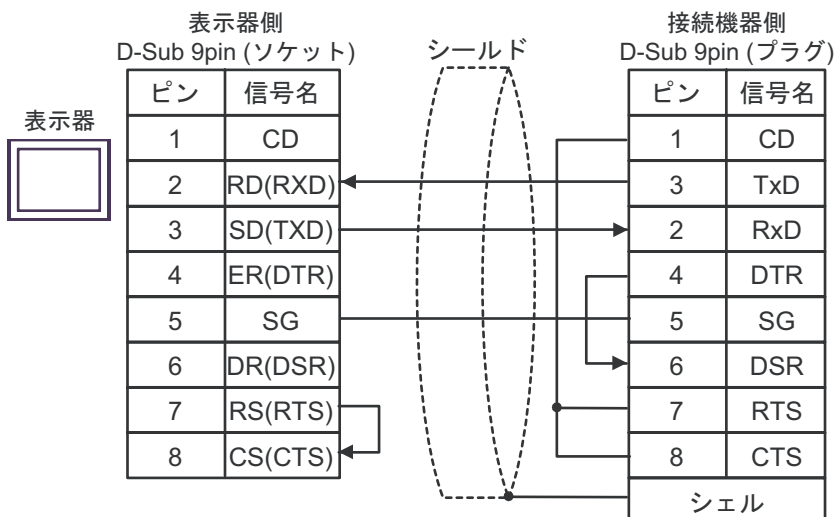 表示器側
D-Sub 9pin (ソケット)
シールド
接続機器側
D-Sub 9pin (プラグ)
表示器
ピン 信号名
1 CD
2 RD(RXD)
3 SD(TXD)
4 ER(DTR)
5 SG
6 DR(DSR)
7 RS(RTS)
8 CS(CTS)
ピン 信号名
1 CD
3 TxD
2 RxD
4 DTR
5 SG
6 DSR
7 RTS
8 CTS
シェル